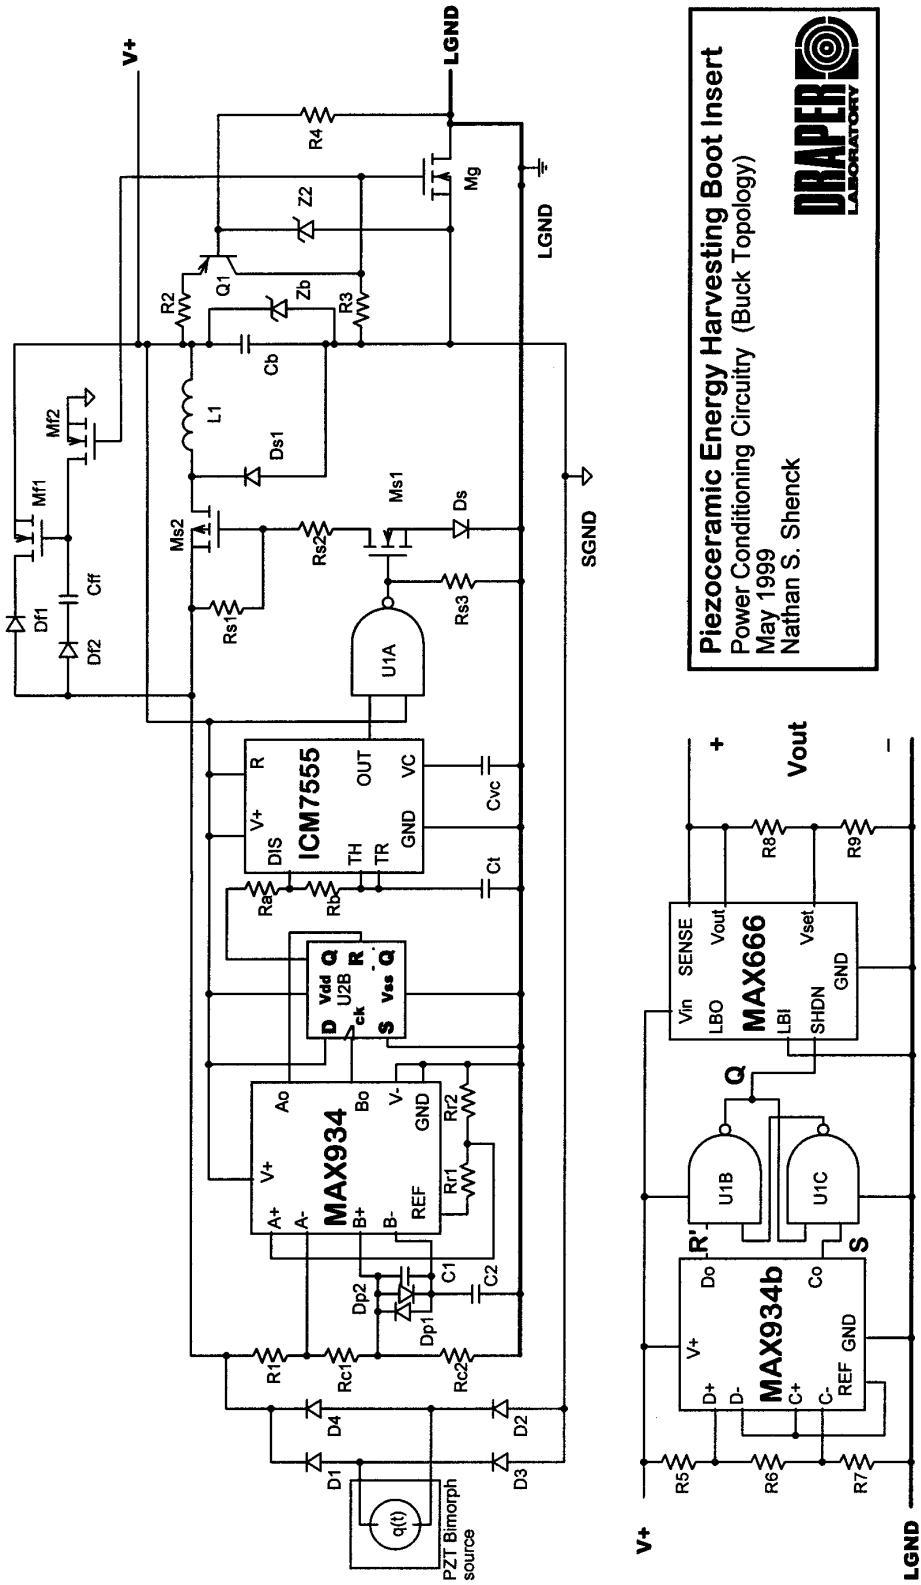 V+
LGND
Df1
Mf1
Mf2
Df2
Cff
R2
Q1
Z2
R4
Mg
Zb
R3
Cb
L1
Ds1
Ms2
Rs1
Rs2
Ms1
Ds
Rs3
U1A
LGND
SGND
PZT Bimorph
source
q(t)
D1
D4
D3
D2
R1
Rc1
Rc2
Dp2
Dp1
C1
C2
MAX934
V+
A+
A-
B+
B-
REF
Ao
Bo
V-
GND
Rr1
Rr2
U2B
Vdd
D
Q
R
ck
S
Vss
Q
Ra
Rb
Ct
ICM7555
V+
R
DIS
TH
TR
OUT
GND
VC
Cvc
V+
LGND
R5
R6
R7
MAX934b
V+
D+
D-
C+
C-
REF
GND
Do
Co
R'
S
U1B
U1C
Q
MAX666
Vin
SENSE
LBO
Vout
LBI
SHDN
Vset
GND
R8
R9
+
Vout
-
Piezoceramic Energy Harvesting Boot Insert
Power Conditioning Circuitry (Buck Topology)
May 1999
Nathan S. Shenck
DRAPER
LABORATORY